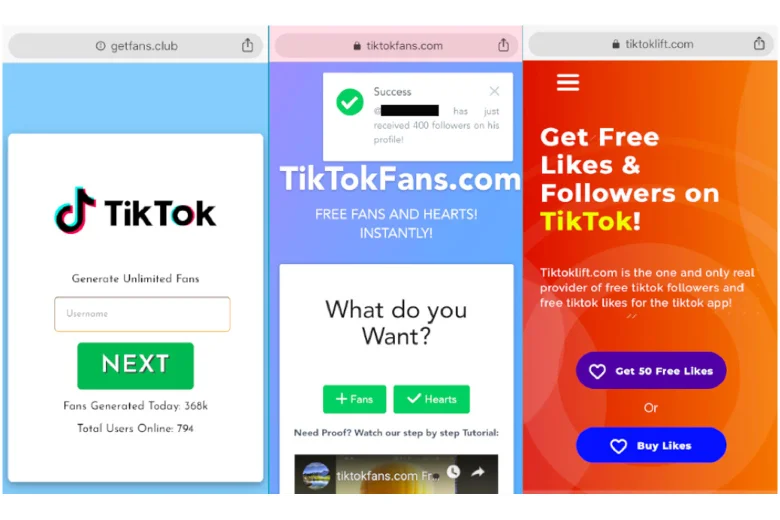 getfans.club
TikTok
Generate Unlimited Fans
Username
NEXT
Fans Generated Today: 368k
Total Users Online: 794
tiktokfans.com
Success
@ has just
received 400 followers on his
profile!
TikTokFans.com
FREE FANS AND HEARTS!
INSTANTLY!
What do you
Want?
Fans
Hearts
Need Proof? Watch our step by step Tutorial:
tiktokfans.com Fr...
tiktoklift.com
Get Free
Likes &
Followers on
TikTok!
Tiktoklift.com is the one and only real
provider of free tiktok followers and
free tiktok likes for the tiktok app!
Get 50 Free Likes
Or
Buy Likes